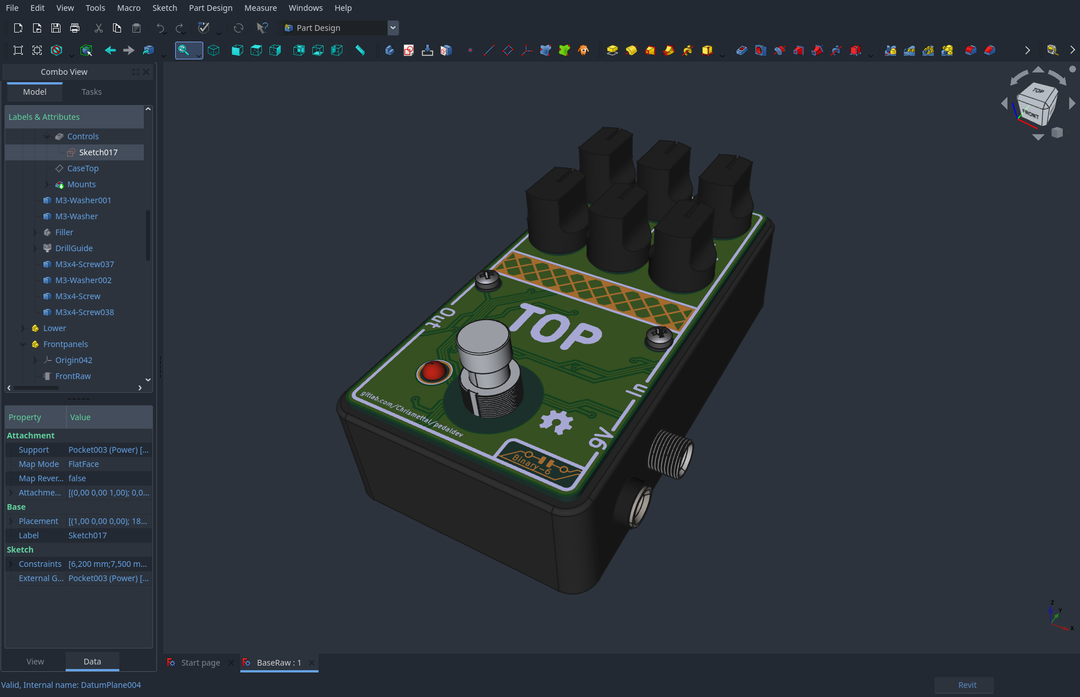 File Edit View Tools Macro Sketch Part Design Measure Windows Help
Part Design
Combo View
Model Tasks
Labels & Attributes
Controls
Sketch017
CaseTop
Mounts
M3-Washer001
M3-Washer
Filler
DrillGuide
M3x4-Screw037
M3-Washer002
M3x4-Screw
M3x4-Screw038
Lower
Frontpanels
Origin042
FrontRaw
Property Value
Attachment
Support Pocket003 (Power) [...
Map Mode FlatFace
Map Rever... false
Attachme... [(0,00 0,00 1,00); 0,0...
Base
Placement [(1,00 0,00 0,00); 18...
Label Sketch017
Sketch
Constraints [6,200 mm;7,500 m...
External G... Pocket003 (Power) [...
View Data
TOP
FRONT
Out
TOP
In
gitlab.com/Chrismettal/pedaldev
9V
Binary-6
Z
Y
X
Start page
BaseRaw : 1
Valid, Internal name: DatumPlane004
Revit